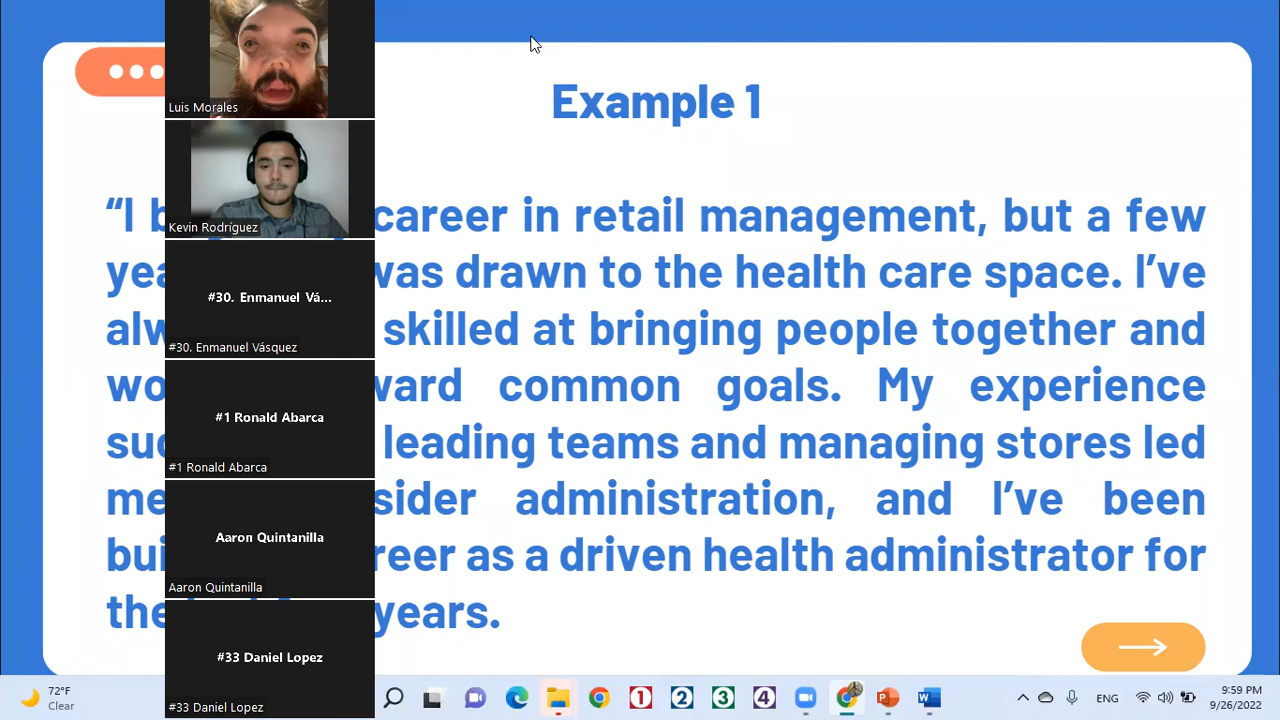 Example 1
“I b career in retail management, but a few
yea was drawn to the health care space. I’ve
alw skilled at bringing people together and
wo ward common goals. My experience
suc leading teams and managing stores led
me sider administration, and I’ve been
bui reer as a driven health administrator for
the years.
Luis Morales
Kevin Rodríguez
#30. Enmanuel Vá...
#30. Enmanuel Vásquez
#1 Ronald Abarca
#1 Ronald Abarca
Aaron Quintanilla
Aaron Quintanilla
#33 Daniel Lopez
#33 Daniel Lopez
72°F
Clear
1
2
3
4
ENG
9:59 PM
9/26/2022